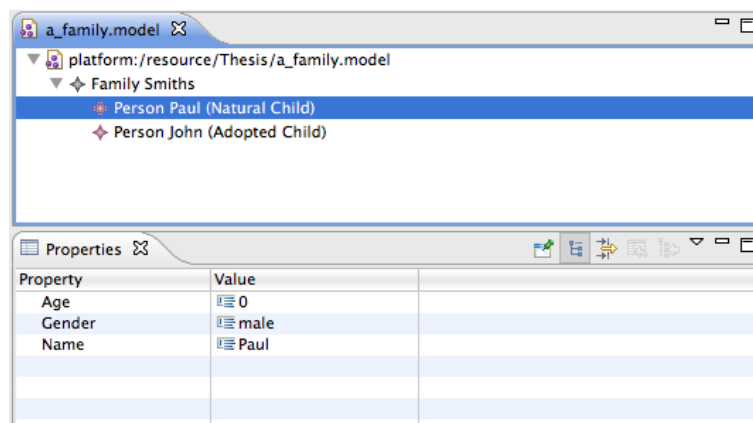 a_family.model
platform:/resource/Thesis/a_family.model
Family Smiths
Person Paul (Natural Child)
Person John (Adopted Child)
Properties
Property Value
Age 0
Gender male
Name Paul